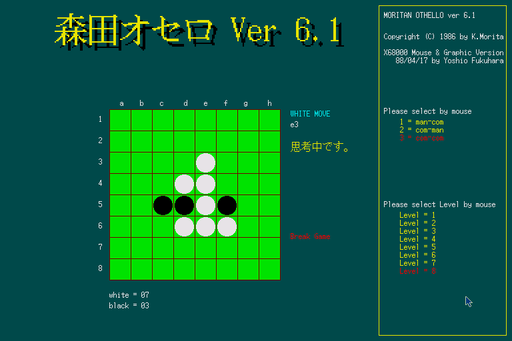 森田オセロ Ver 6.1
MORITAN OTHELLO ver 6.1
Copyright (C) 1986 by K.Morita
X68000 Mouse & Graphic Version
88/04/17 by Yoshio Fukuhara
a b c d e f g h
1
2
3
4
5
6
7
8
WHITE MOVE
e3
思考中です。
Break Game
white = 07
black = 03
Please select by mouse
1 = man-com
2 = com-man
Please select Level by mouse
Level = 1
Level = 2
Level = 3
Level = 4
Level = 5
Level = 6
Level = 7
Level = 8